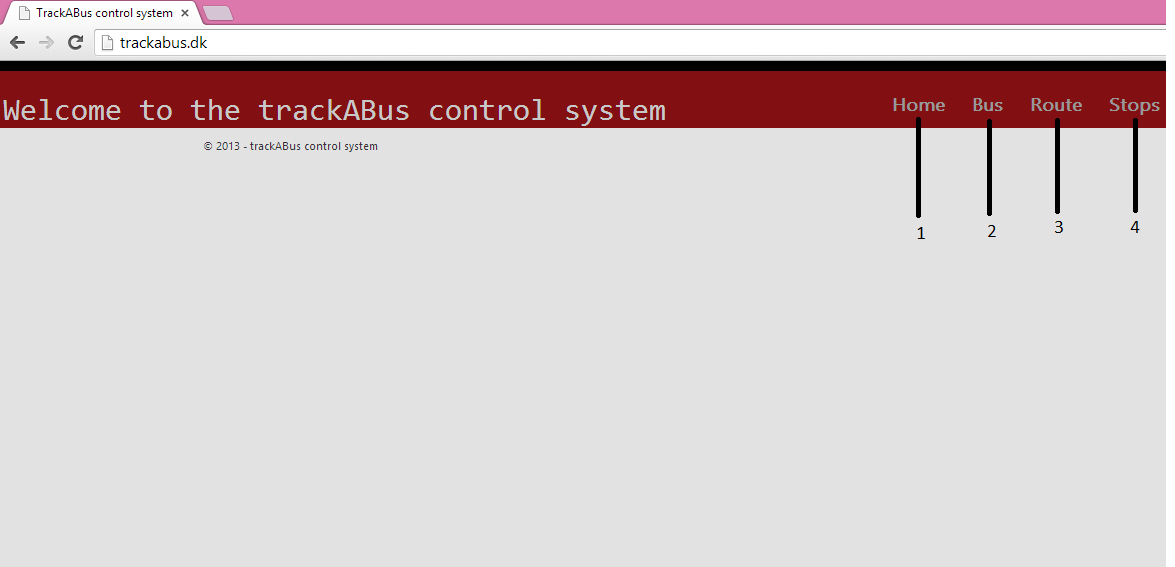 TrackABus control system
trackabus.dk
Welcome to the trackABus control system
Home Bus Route Stops
© 2013 - trackABus control system
1 2 3 4